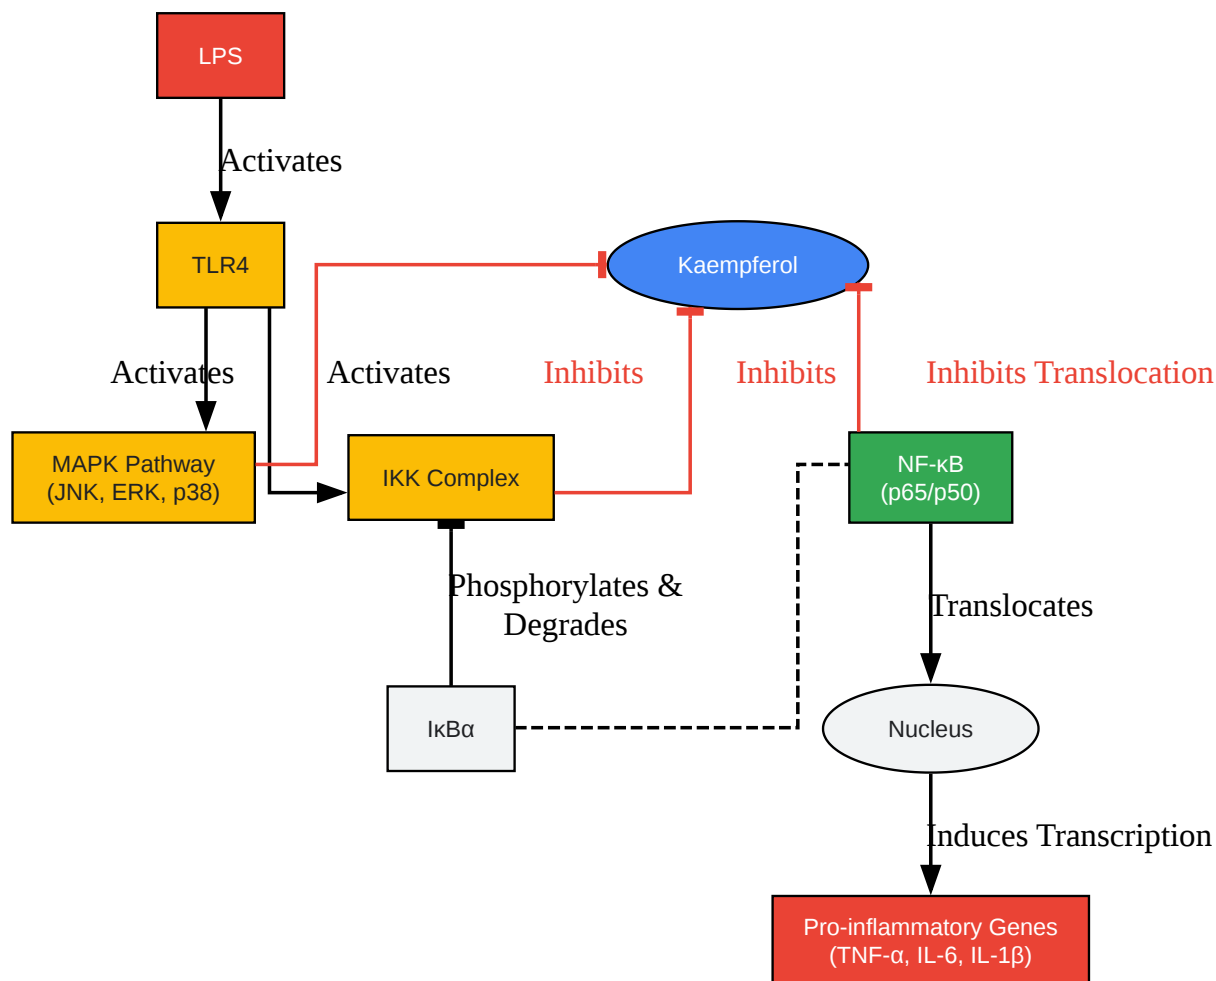 LPS
Activates
TLR4
Kaempferol
Activates
Activates
Inhibits
Inhibits
Inhibits Translocation
MAPK Pathway
(JNK, ERK, p38)
IKK Complex
NF-κB
(p65/p50)
Phosphorylates &
Degrades
Translocates
IκBα
Nucleus
Induces Transcription
Pro-inflammatory Genes
(TNF-α, IL-6, IL-1β)